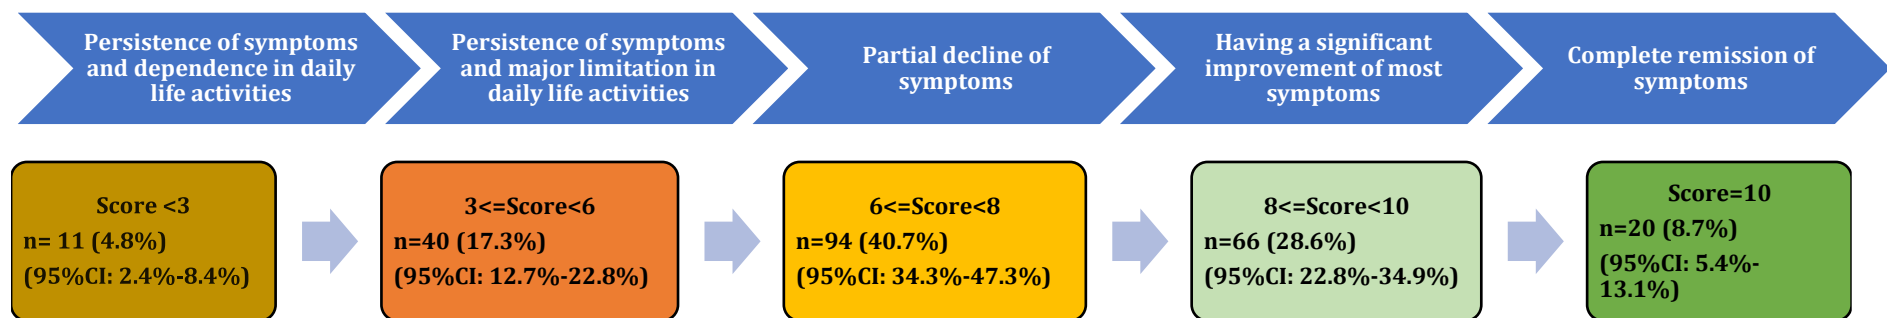 Persistence of symptoms
and dependence in daily
life activities
Persistence of symptoms
and major limitation in
daily life activities
Partial decline of
symptoms
Having a significant
improvement of most
symptoms
Complete remission of
symptoms
Score <3
n= 11 (4.8%)
(95%CI: 2.4%-8.4%)
3<=Score<6
n=40 (17.3%)
(95%CI: 12.7%-22.8%)
6<=Score<8
n=94 (40.7%)
(95%CI: 34.3%-47.3%)
8<=Score<10
n=66 (28.6%)
(95%CI: 22.8%-34.9%)
Score=10
n=20 (8.7%)
(95%CI: 5.4%-
13.1%)